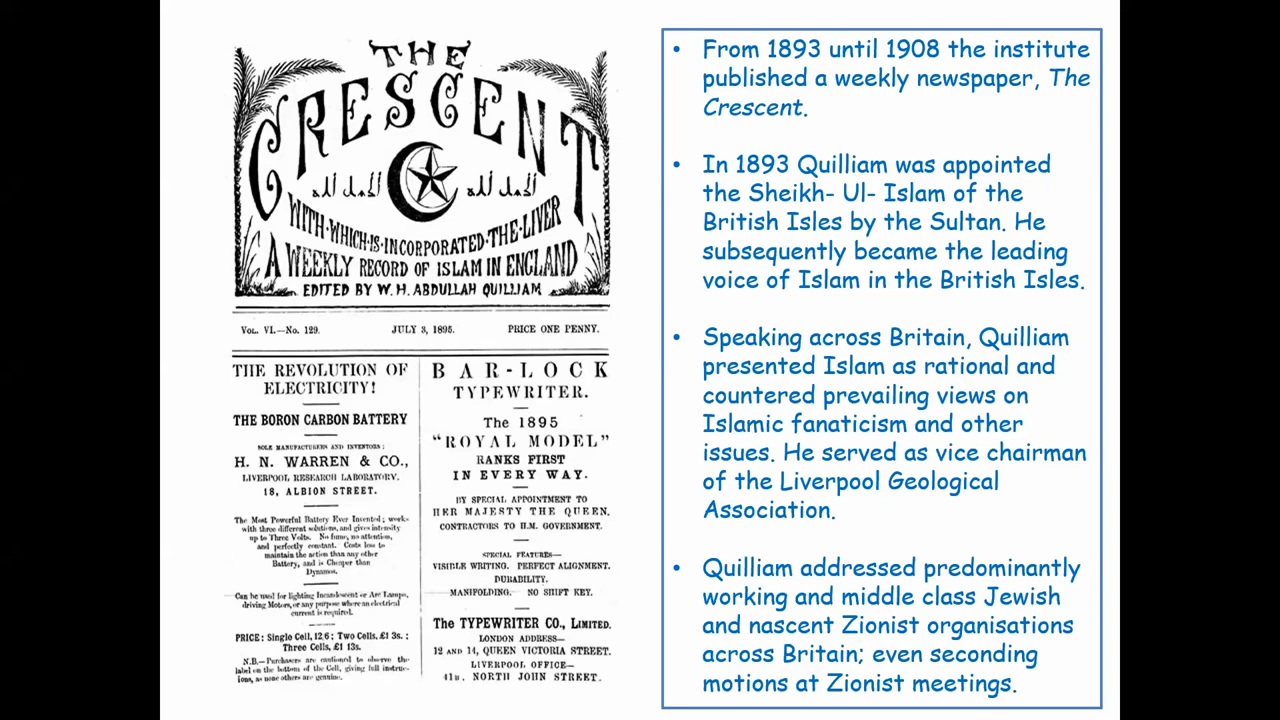 THE
CRESCENT
WITH·WHICH·IS·INCORPORATED·THE·LIVER
A WEEKLY RECORD OF ISLAM IN ENGLAND
EDITED BY W. H. ABDULLAH QUILLIAM
VOL. VI.—No. 129. JULY 3, 1895. PRICE ONE PENNY.
THE REVOLUTION OF
ELECTRICITY!
THE BORON CARBON BATTERY
SOLE MANUFACTURERS AND INVENTORS:
H. N. WARREN & CO.,
LIVERPOOL RESEARCH LABORATORY.
18, ALBION STREET.
The Most Powerful Battery Ever Invented; works
with three different solutions, and gives intensity
up to Three Volts. No fume, no attention,
and perfectly constant. Costs less to
maintain the action than any other
Battery, and is Cheaper than
Dynamos.
Can be used for lighting Incandescent or Arc Lamps,
driving Motors, or any purpose where an electrical
current is required.
PRICE: Single Cell, 12/6; Two Cells, £1 3s.;
Three Cells, £1 13s.
N.B.—Purchasers are cautioned to observe the
label on the bottom of the Cell, giving full instruc-
tions, as none others are genuine.
BAR-LOCK
TYPEWRITER.
The 1895
"ROYAL MODEL"
RANKS FIRST
IN EVERY WAY.
BY SPECIAL APPOINTMENT TO
HER MAJESTY THE QUEEN.
CONTRACTORS TO H.M. GOVERNMENT.
SPECIAL FEATURES—
VISIBLE WRITING. PERFECT ALIGNMENT.
DURABILITY.
MANIFOLDING. NO SHIFT KEY.
The TYPEWRITER CO., LIMITED.
LONDON ADDRESS—
12 AND 14, QUEEN VICTORIA STREET.
LIVERPOOL OFFICE—
41B, NORTH JOHN STREET.
• From 1893 until 1908 the institute
published a weekly newspaper, The
Crescent.
• In 1893 Quilliam was appointed
the Sheikh- Ul- Islam of the
British Isles by the Sultan. He
subsequently became the leading
voice of Islam in the British Isles.
• Speaking across Britain, Quilliam
presented Islam as rational and
countered prevailing views on
Islamic fanaticism and other
issues. He served as vice chairman
of the Liverpool Geological
Association.
• Quilliam addressed predominantly
working and middle class Jewish
and nascent Zionist organisations
across Britain; even seconding
motions at Zionist meetings.